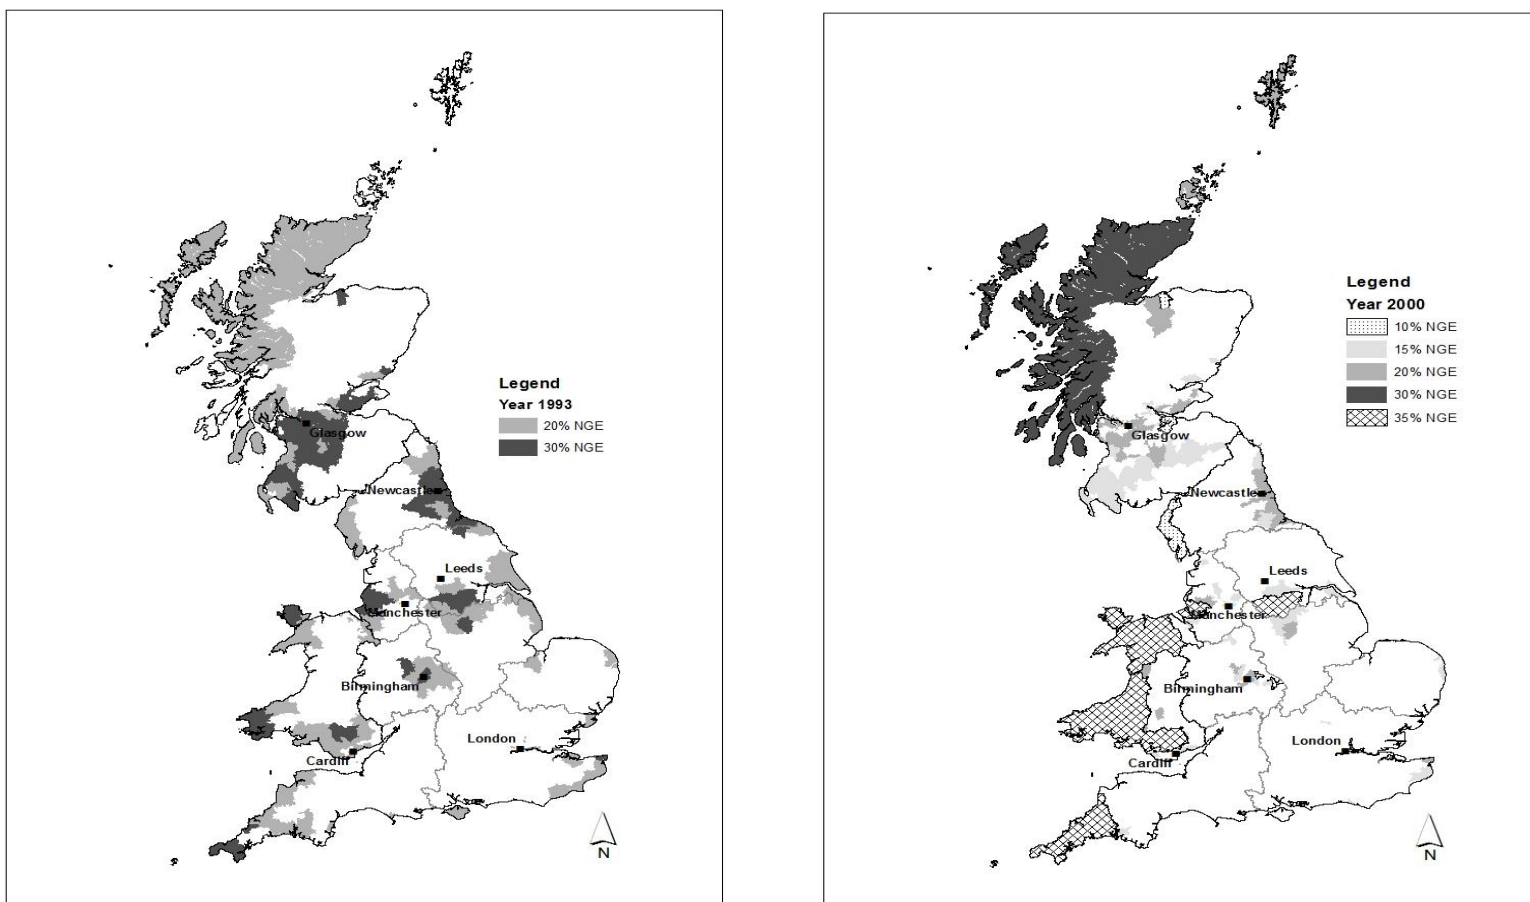 Legend
Year 1993
20% NGE
30% NGE
Glasgow
Newcastle
Leeds
Manchester
Birmingham
London
Cardiff
N
Legend
Year 2000
10% NGE
15% NGE
20% NGE
30% NGE
35% NGE
Glasgow
Newcastle
Leeds
Manchester
Birmingham
London
Cardiff
N